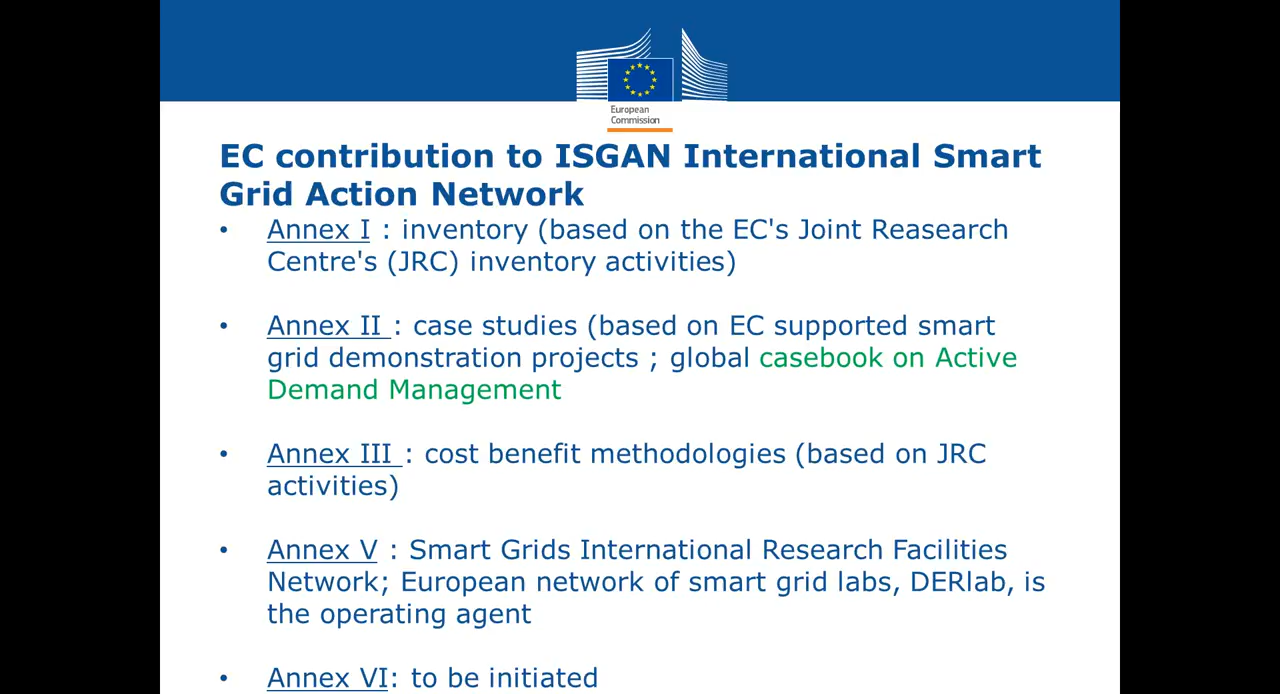 European
Commission
EC contribution to ISGAN International Smart
Grid Action Network
• Annex I : inventory (based on the EC's Joint Reasearch
Centre's (JRC) inventory activities)
• Annex II : case studies (based on EC supported smart
grid demonstration projects ; global casebook on Active
Demand Management
• Annex III : cost benefit methodologies (based on JRC
activities)
• Annex V : Smart Grids International Research Facilities
Network; European network of smart grid labs, DERlab, is
the operating agent
• Annex VI: to be initiated